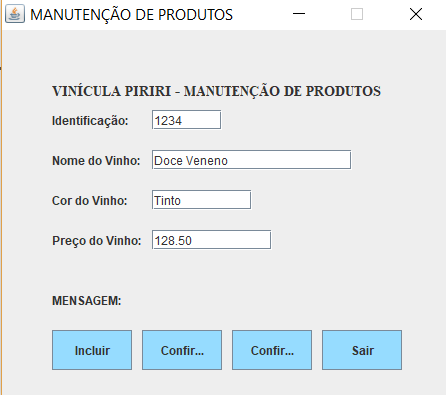 MANUTENÇÃO DE PRODUTOS
VINÍCULA PIRIRI - MANUTENÇÃO DE PRODUTOS
Identificação: 1234
Nome do Vinho: Doce Veneno
Cor do Vinho: Tinto
Preço do Vinho: 128.50
MENSAGEM:
Incluir Confir... Confir... Sair